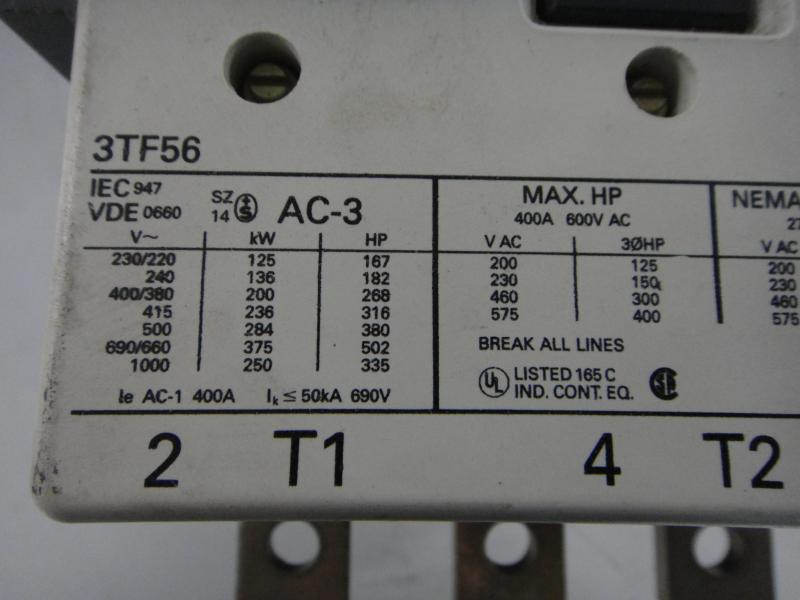 3TF56
IEC 947
VDE 0660
SZ
14
S
AC-3
V~ kW HP
230/220 125 167
240 136 182
400/380 200 268
415 236 316
500 284 380
690/660 375 502
1000 250 335
Ie AC-1 400A Ik ≤ 50kA 690V
MAX. HP
400A 600V AC
V AC 3ØHP
200 125
230 150
460 300
575 400
BREAK ALL LINES
UL LISTED 165 C
IND. CONT. EQ.
NEMA
27
V AC
200
230
460
575
2 T1 4 T2